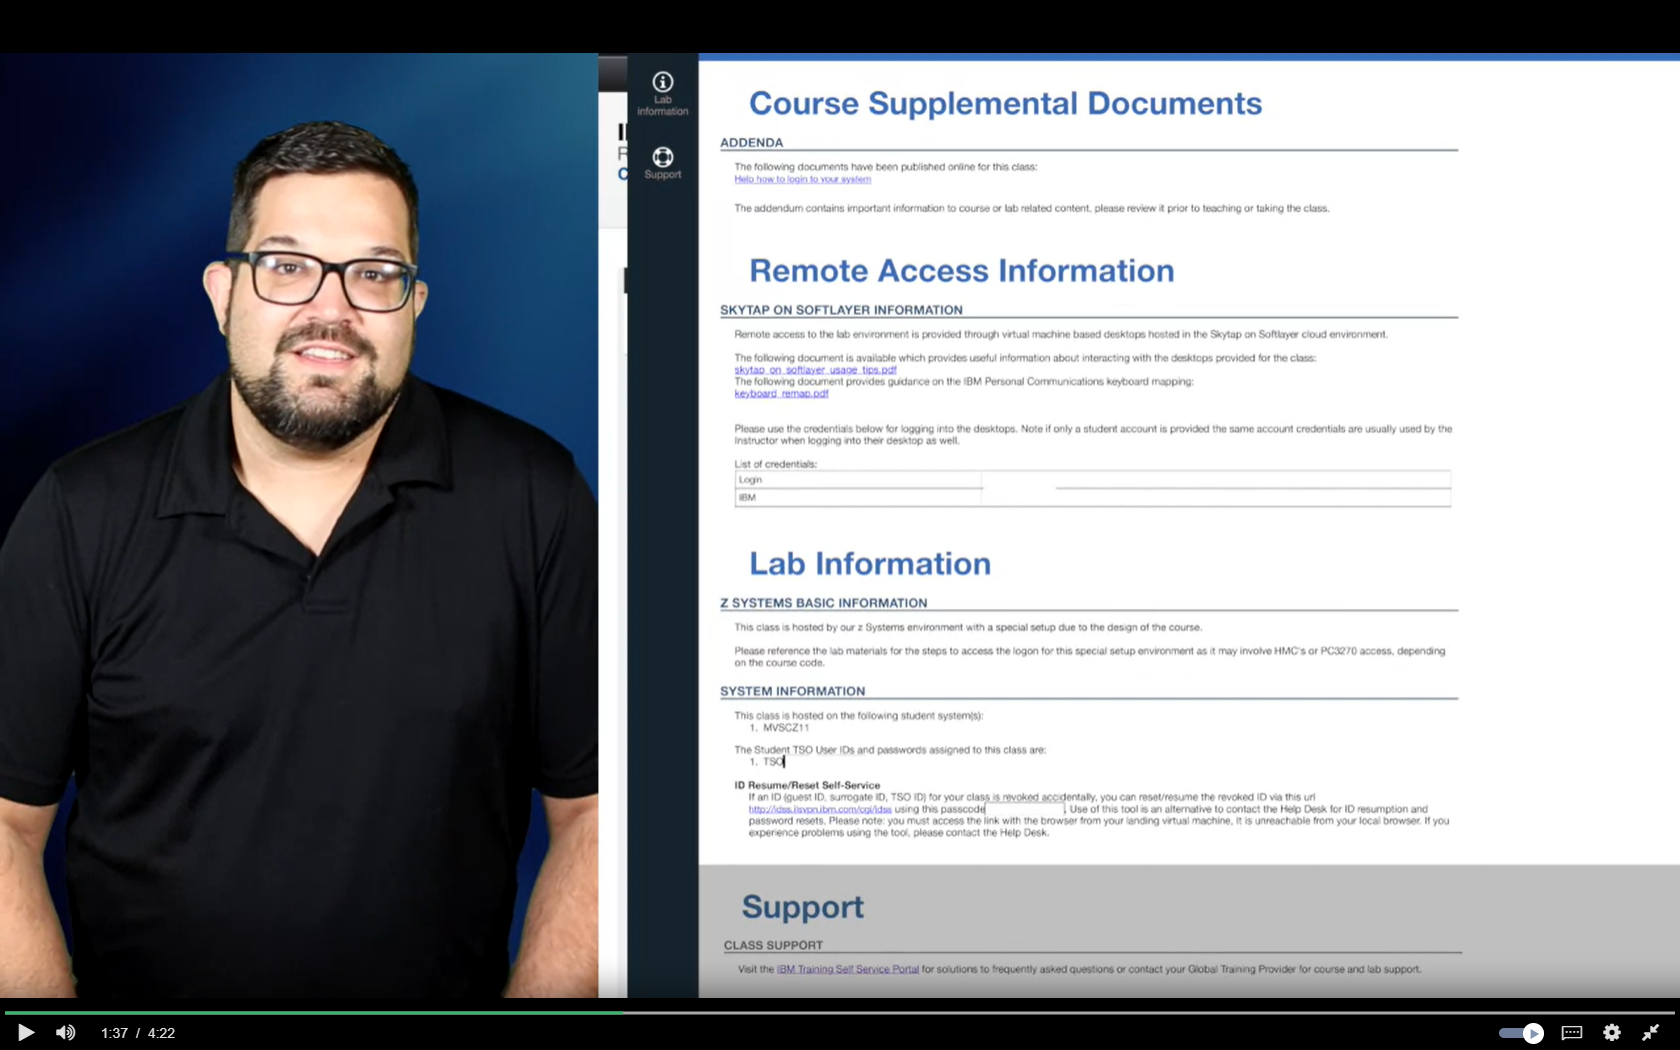 Lab
information
Support
Course Supplemental Documents
ADDENDA
The following documents have been published online for this class:
Help how to login to your system
The addendum contains important information to course or lab related content, please review it prior to teaching or taking the class.
Remote Access Information
SKYTAP ON SOFTLAYER INFORMATION
Remote access to the lab environment is provided through virtual machine based desktops hosted in the Skytap on Softlayer cloud environment.
The following document is available which provides useful information about interacting with the desktops provided for the class:
skytap_on_softlayer_usage_tips.pdf
The following document provides guidance on the IBM Personal Communications keyboard mapping:
keyboard_remap.pdf
Please use the credentials below for logging into the desktops. Note if only a student account is provided the same account credentials are usually used by the
Instructor when logging into their desktop as well.
List of credentials:
Login
IBM
Lab Information
Z SYSTEMS BASIC INFORMATION
This class is hosted by our z Systems environment with a special setup due to the design of the course.
Please reference the lab materials for the steps to access the logon for this special setup environment as it may involve HMC's or PC3270 access, depending
on the course code.
SYSTEM INFORMATION
This class is hosted on the following student system(s):
1. MVSCZ11
The Student TSO User IDs and passwords assigned to this class are:
1. TSO
ID Resume/Reset Self-Service
If an ID (guest ID, surrogate ID, TSO ID) for your class is revoked accidentally, you can reset/resume the revoked ID via this url
http://idss.ilsvpn.ibm.com/cgi/idss using this passcode . Use of this tool is an alternative to contact the Help Desk for ID resumption and
password resets. Please note: you must access the link with the browser from your landing virtual machine, it is unreachable from your local browser. If you
experience problems using the tool, please contact the Help Desk.
Support
CLASS SUPPORT
Visit the IBM Training Self Service Portal for solutions to frequently asked questions or contact your Global Training Provider for course and lab support.
1:37 / 4:22